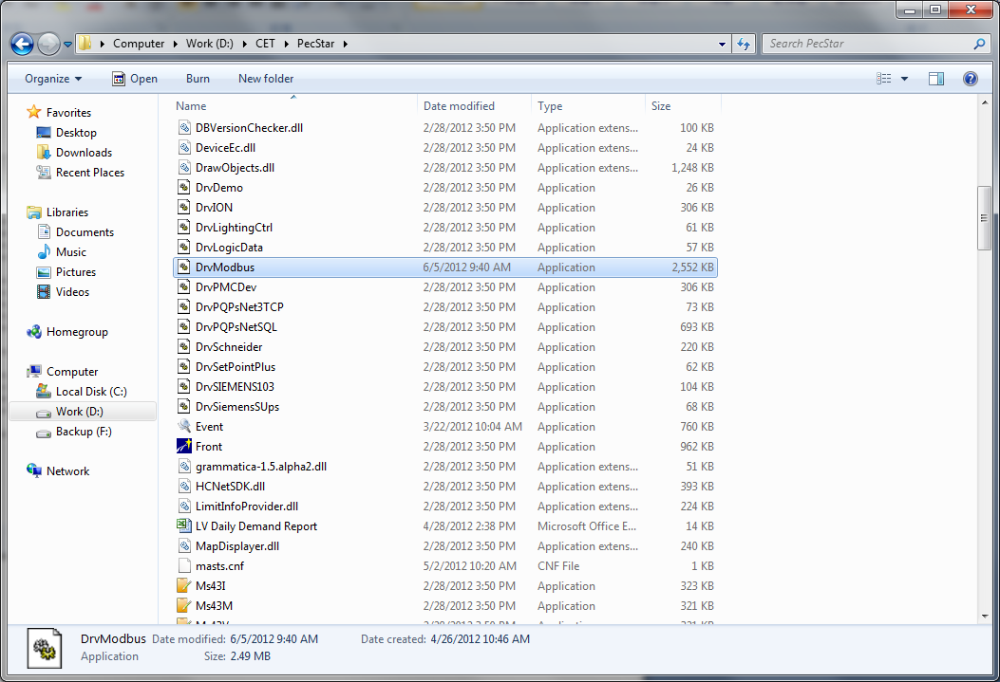 Computer Work (D:) CET PecStar Search PecStar
Organize Open Burn New folder
Favorites
Desktop
Downloads
Recent Places
Libraries
Documents
Music
Pictures
Videos
Homegroup
Computer
Local Disk (C:)
Work (D:)
Backup (F:)
Network
Name Date modified Type Size
DBVersionChecker.dll 2/28/2012 3:50 PM Application extens... 100 KB
DeviceEc.dll 2/28/2012 3:50 PM Application extens... 24 KB
DrawObjects.dll 2/28/2012 3:50 PM Application extens... 1,248 KB
DrvDemo 2/28/2012 3:50 PM Application 26 KB
DrvION 2/28/2012 3:50 PM Application 306 KB
DrvLightingCtrl 2/28/2012 3:50 PM Application 61 KB
DrvLogicData 2/28/2012 3:50 PM Application 57 KB
DrvModbus 6/5/2012 9:40 AM Application 2,552 KB
DrvPMCDev 2/28/2012 3:50 PM Application 306 KB
DrvPQPsNet3TCP 2/28/2012 3:50 PM Application 73 KB
DrvPQPsNetSQL 2/28/2012 3:50 PM Application 693 KB
DrvSchneider 2/28/2012 3:50 PM Application 220 KB
DrvSetPointPlus 2/28/2012 3:50 PM Application 62 KB
DrvSIEMENS103 2/28/2012 3:50 PM Application 104 KB
DrvSiemensSUps 2/28/2012 3:50 PM Application 68 KB
Event 3/22/2012 10:04 AM Application 760 KB
Front 2/28/2012 3:50 PM Application 962 KB
grammatica-1.5.alpha2.dll 2/28/2012 3:50 PM Application extens... 51 KB
HCNetSDK.dll 2/28/2012 3:50 PM Application extens... 393 KB
LimitInfoProvider.dll 2/28/2012 3:50 PM Application extens... 224 KB
LV Daily Demand Report 4/28/2012 2:38 PM Microsoft Office E... 14 KB
MapDisplayer.dll 2/28/2012 3:50 PM Application extens... 240 KB
masts.cnf 5/2/2012 10:20 AM CNF File 1 KB
Ms43I 2/28/2012 3:50 PM Application 323 KB
Ms43M 2/28/2012 3:50 PM Application 321 KB
DrvModbus Date modified: 6/5/2012 9:40 AM Date created: 4/26/2012 10:46 AM
Application Size: 2.49 MB